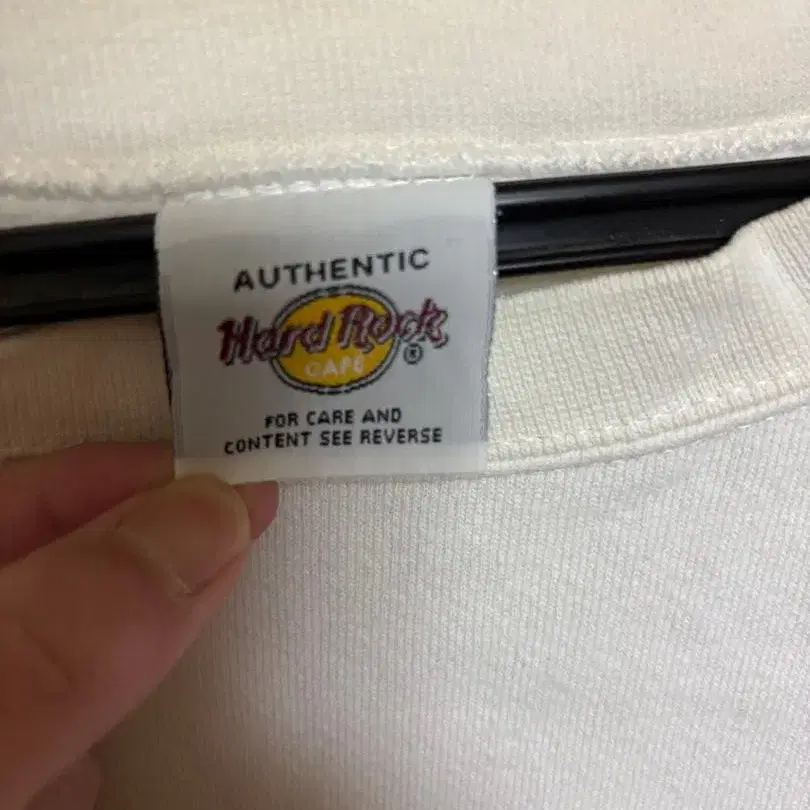 AUTHENTIC
Hard Rock
CAFE
®
FOR CARE AND
CONTENT SEE REVERSE